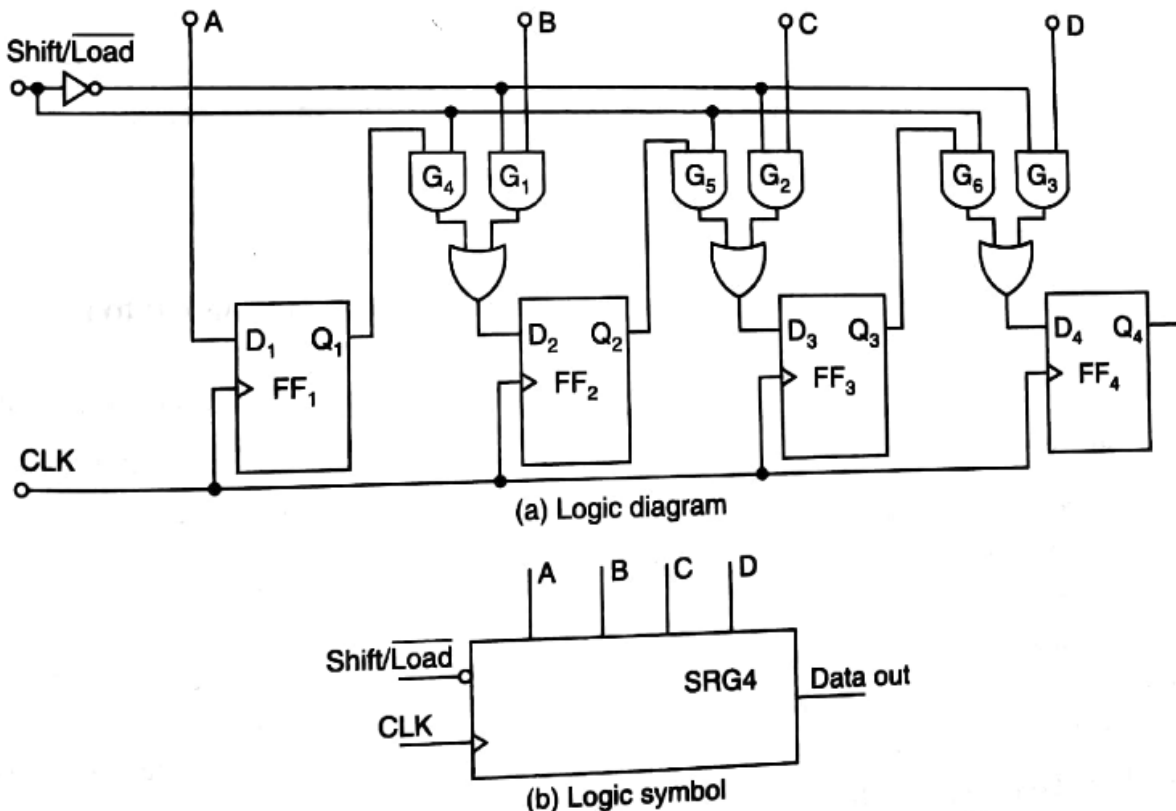 A B C D
Shift/Load
G4 G1 G5 G2 G6 G3
D1 Q1 D2 Q2 D3 Q3 D4 Q4
FF1 FF2 FF3 FF4
CLK
(a) Logic diagram
A B C D
Shift/Load
SRG4 Data out
CLK
(b) Logic symbol